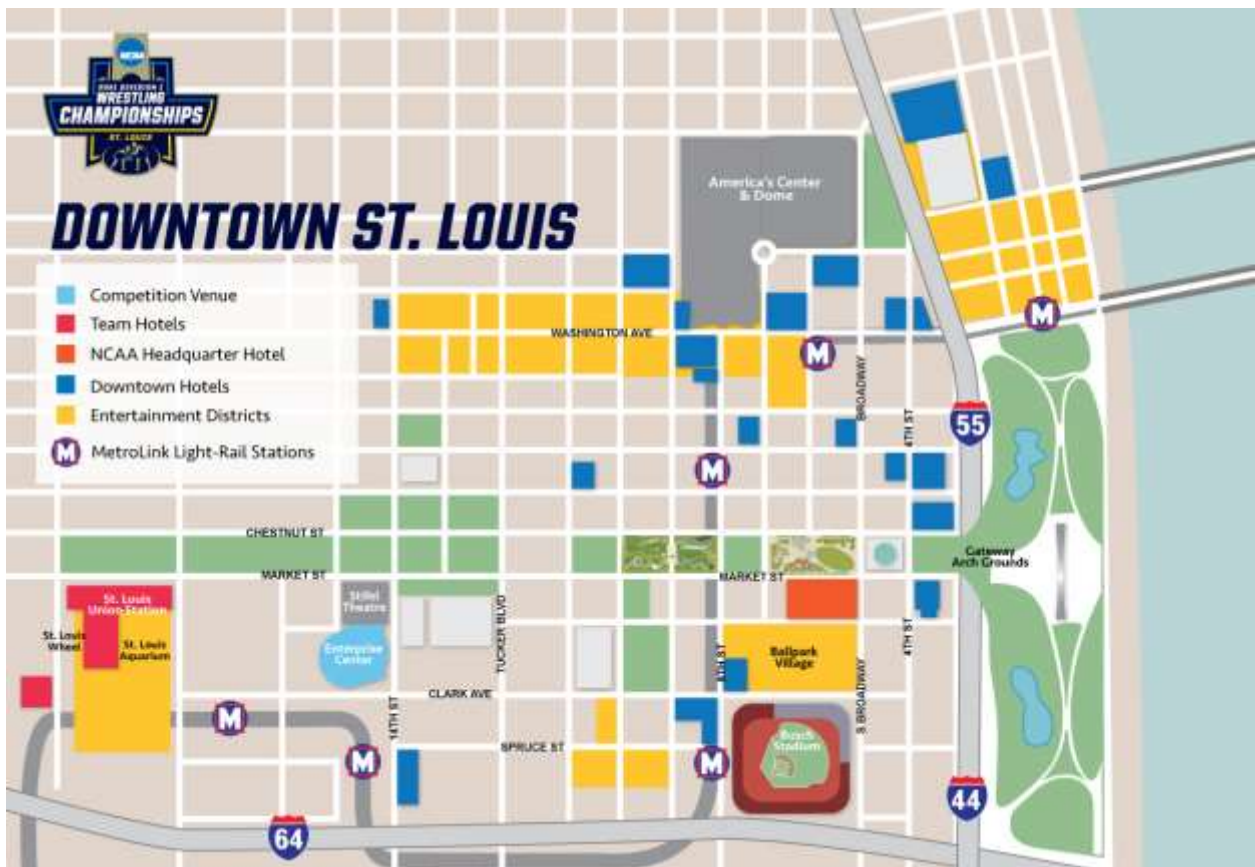 NCAA
WRESTLING
CHAMPIONSHIPS
ST. LOUIS
DOWNTOWN ST. LOUIS
Competition Venue
Team Hotels
NCAA Headquarter Hotel
Downtown Hotels
Entertainment Districts
M MetroLink Light-Rail Stations
America's Center
& Dome
M
WASHINGTON AVE
M
BROADWAY
4TH ST
55
M
CHESTNUT ST
MARKET ST
MARKET ST
Gateway
Arch Grounds
St. Louis
Union Station
Stifel
Theatre
St. Louis
Wheel
St. Louis
Aquarium
Enterprise
Center
TUCKER BLVD
Ballpark
Village
4TH ST
CLARK AVE
14TH ST
S BROADWAY
M
SPRUCE ST
Busch
Stadium
M
M
44
64